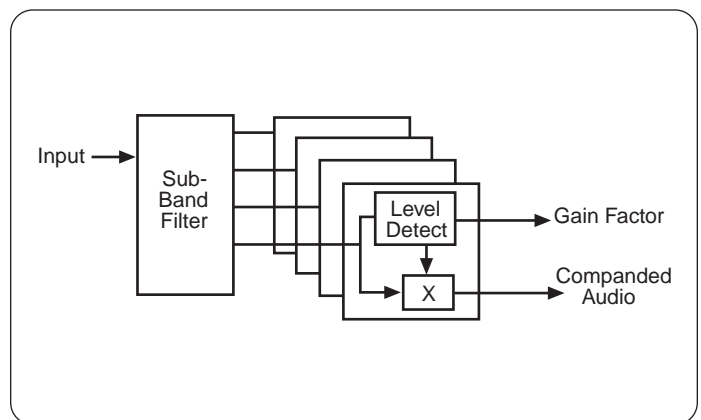 Input
Sub-
Band
Filter
Level
Detect
X
Gain Factor
Companded
Audio